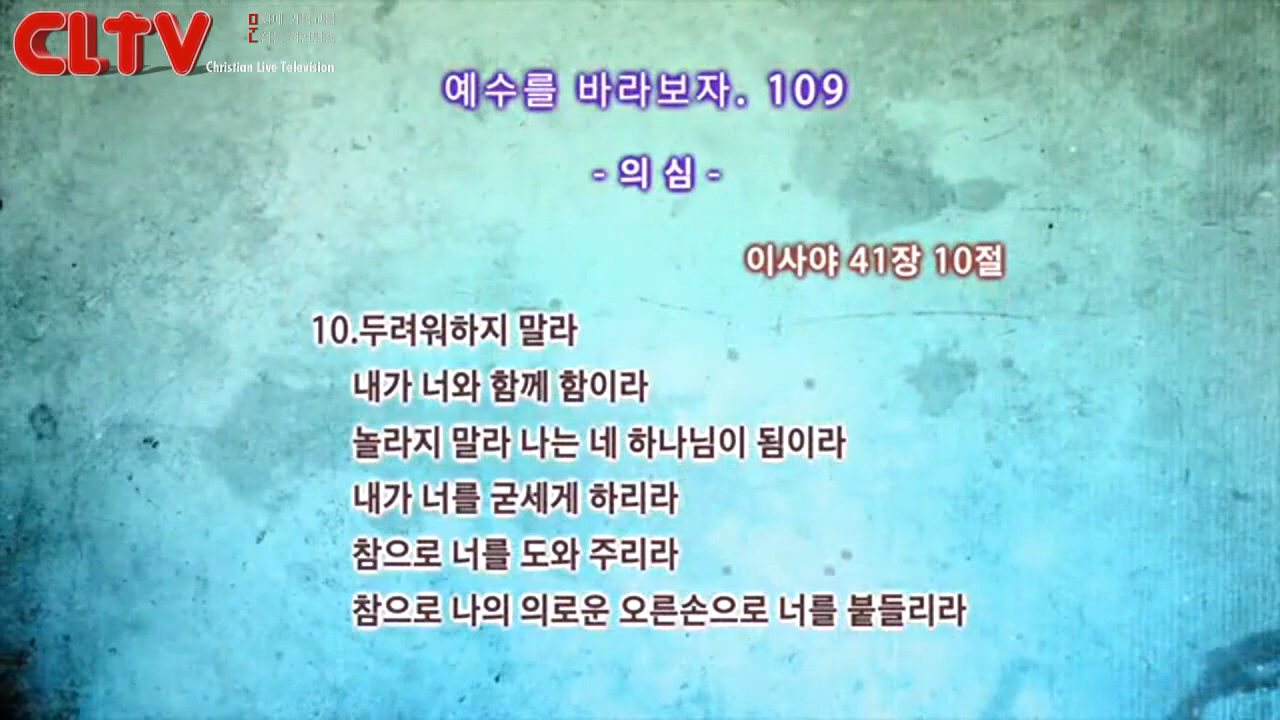 CLTV
Christian Live Television
예수를 바라보자. 109
- 의 심 -
이사야 41장 10절
10.두려워하지 말라
내가 너와 함께 함이라
놀라지 말라 나는 네 하나님이 됨이라
내가 너를 굳세게 하리라
참으로 너를 도와 주리라
참으로 나의 의로운 오른손으로 너를 붙들리라